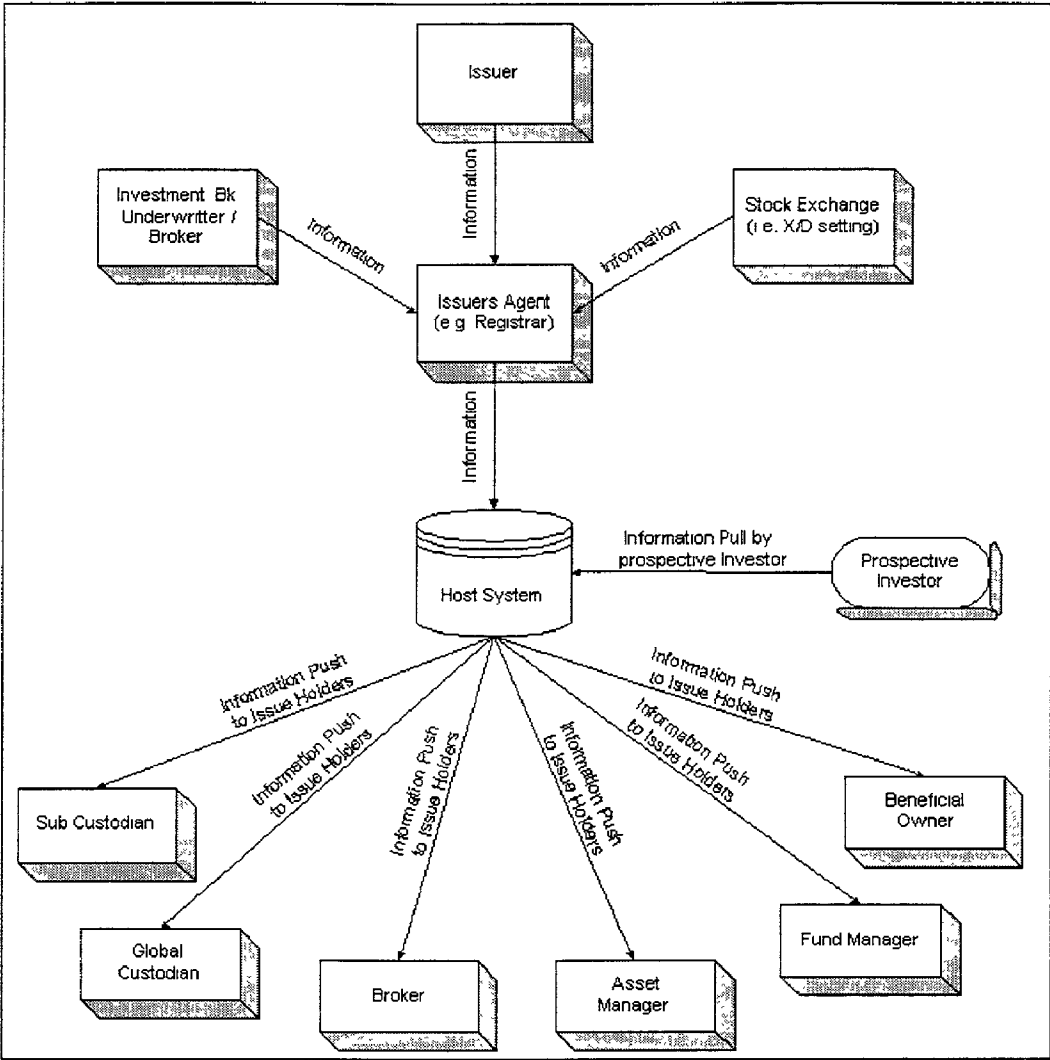 Issuer
Information
Investment Bk
Underwritter /
Broker
Information
Stock Exchange
(i.e. X/D setting)
Information
Issuers Agent
(e g Registrar)
Information
Host System
Information Pull by
prospective Investor
Prospective
Investor
Information Push
to Issue Holders
Information Push
to Issue Holders
Information Push
to Issue Holders
Information Push
to Issue Holders
Information Push
to Issue Holders
Information Push
to Issue Holders
Sub Custodian
Global
Custodian
Broker
Asset
Manager
Fund Manager
Beneficial
Owner